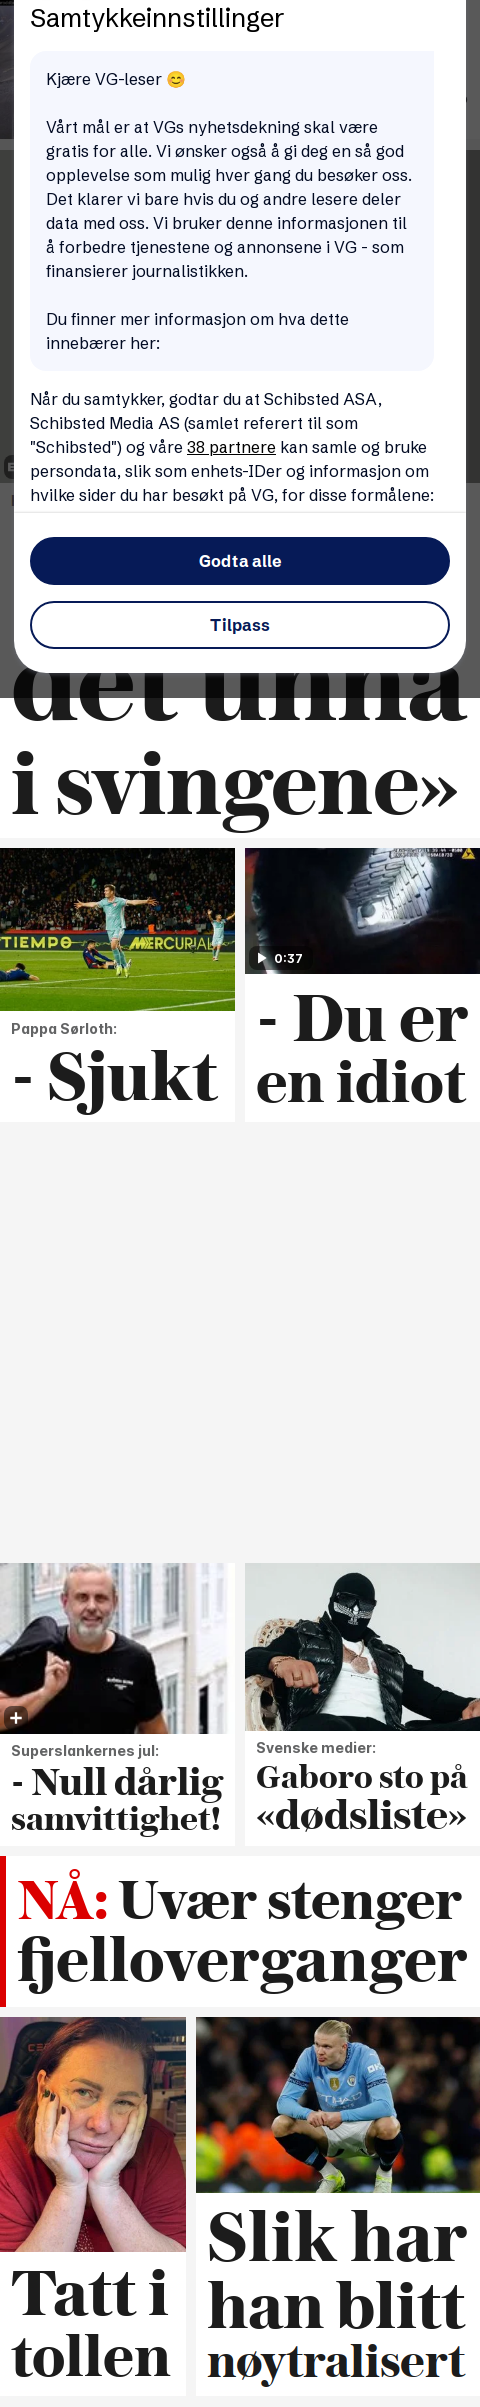 Samtykkeinnstillinger
Kjære VG-leser 😊
Vårt mål er at VGs nyhetsdekning skal være
gratis for alle. Vi ønsker også å gi deg en så god
opplevelse som mulig hver gang du besøker oss.
Det klarer vi bare hvis du og andre lesere deler
data med oss. Vi bruker denne informasjonen til
å forbedre tjenestene og annonsene i VG - som
finansierer journalistikken.
Du finner mer informasjon om hva dette
innebærer her:
Når du samtykker, godtar du at Schibsted ASA,
Schibsted Media AS (samlet referert til som
"Schibsted") og våre 38 partnere kan samle og bruke
persondata, slik som enhets-IDer og informasjon om
hvilke sider du har besøkt på VG, for disse formålene:
Godta alle
Tilpass
det unna
i svingene»
TIEMPO
MERCURIAL
0:37
Pappa Sørloth:
- Sjukt
- Du er
en idiot
Superslankernes jul:
- Null dårlig
samvittighet!
Svenske medier:
Gaboro sto på
«dødsliste»
NÅ: Uvær stenger
fjelloverganger
Tatt i
tollen
Slik har
han blitt
nøytralisert